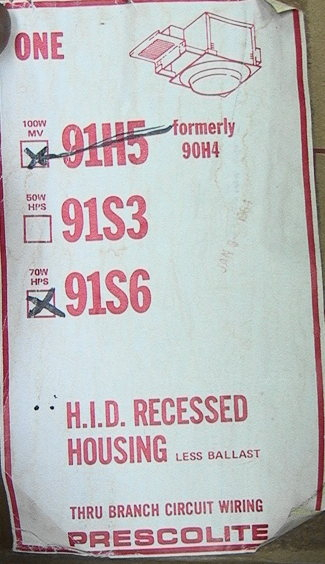 ONE
100W
MV
91H5 formerly
90H4
50W
HPS
91S3
70W
HPS
91S6
H.I.D. RECESSED
HOUSING LESS BALLAST
THRU BRANCH CIRCUIT WIRING
PRESCOLITE